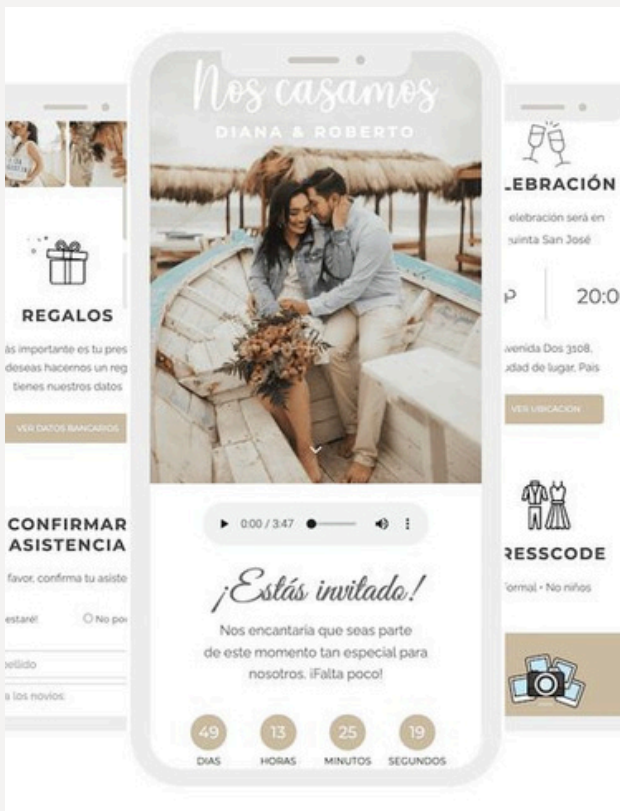 REGALOS
ás importante es tu pres
deseas hacernos un reg
tienes nuestros datos
VER DATOS BANCARIOS
CONFIRMAR
ASISTENCIA
favor, confirma tu asiste
estaré!
No po
pellido
a los novios:
Nos casamos
DIANA & ROBERTO
0:00 / 3:47
¡Estás invitado!
Nos encantaria que seas parte
de este momento tan especial para
nosotros. ¡Falta poco!
49 13 25 19
DIAS HORAS MINUTOS SEGUNDOS
LEBRACIÓN
elebración será en
uinta San José
20:0
venida Dos 3108,
udad de lugar, Pais
VER UBICACION
RESSCODE
ormal • No niños